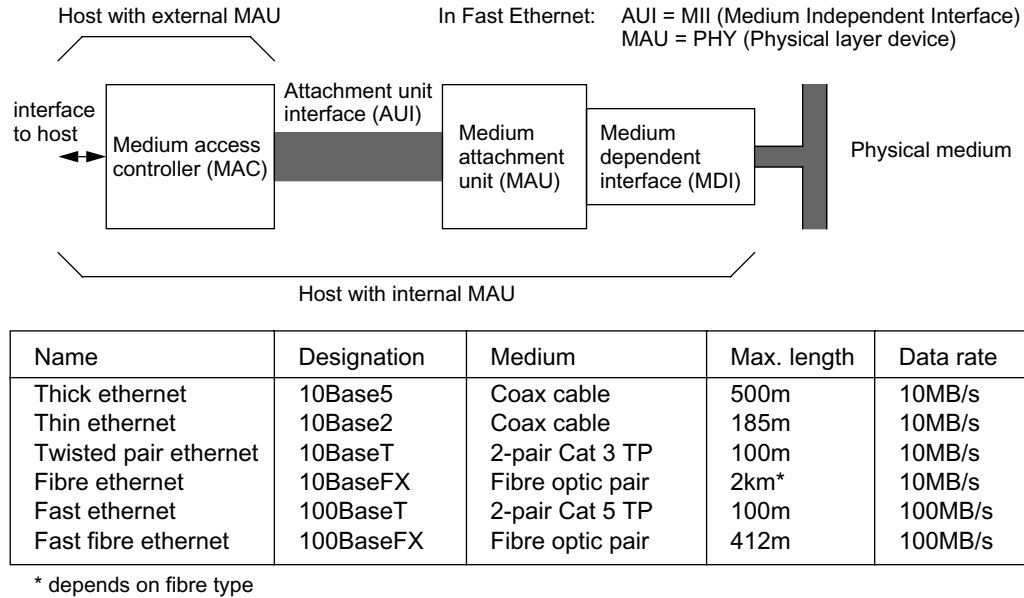 Host with external MAU
In Fast Ethernet: AUI = MII (Medium Independent Interface)
MAU = PHY (Physical layer device)
interface
to host
Medium access
controller (MAC)
Attachment unit
interface (AUI)
Medium
attachment
unit (MAU)
Medium
dependent
interface (MDI)
Physical medium
Host with internal MAU
Name Designation Medium Max. length Data rate
Thick ethernet 10Base5 Coax cable 500m 10MB/s
Thin ethernet 10Base2 Coax cable 185m 10MB/s
Twisted pair ethernet 10BaseT 2-pair Cat 3 TP 100m 10MB/s
Fibre ethernet 10BaseFX Fibre optic pair 2km* 10MB/s
Fast ethernet 100BaseT 2-pair Cat 5 TP 100m 100MB/s
Fast fibre ethernet 100BaseFX Fibre optic pair 412m 100MB/s
* depends on fibre type